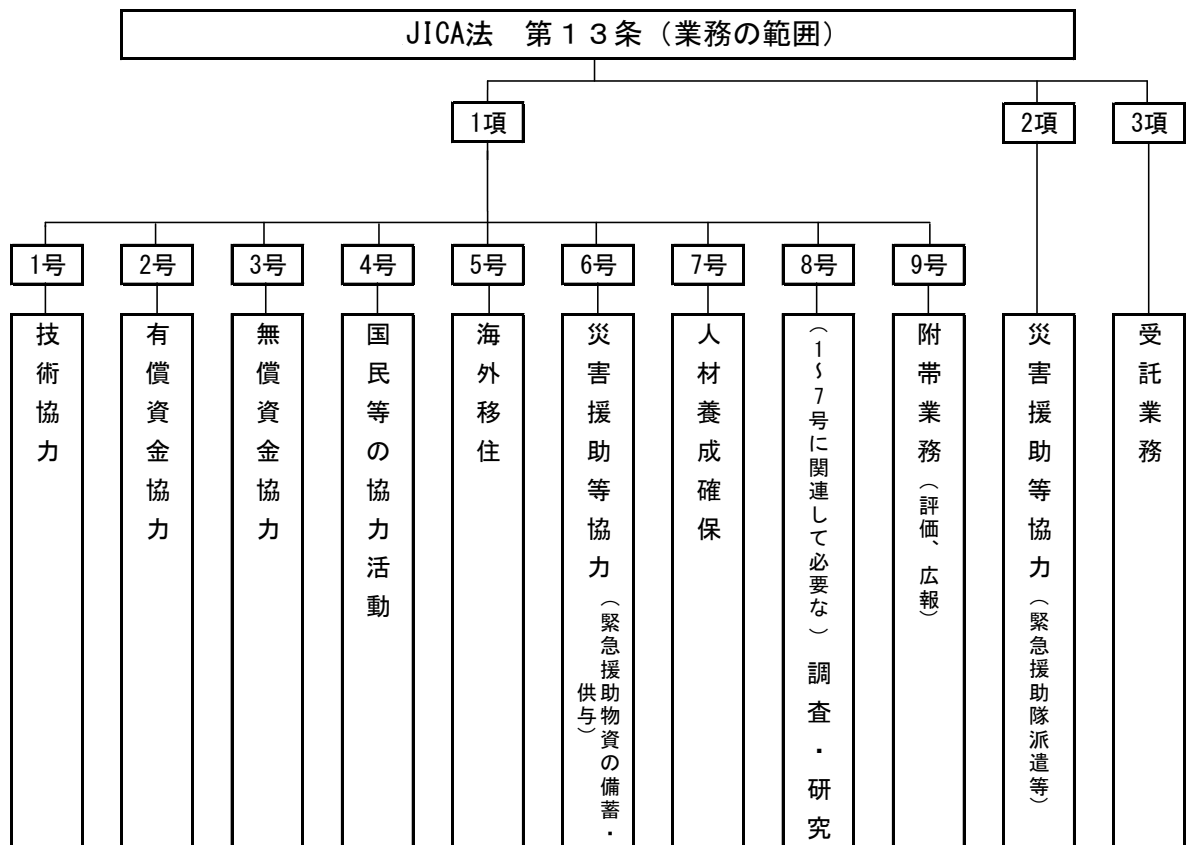 JICA法　第１３条（業務の範囲）
1項
2項
3項
1号
2号
3号
4号
5号
6号
7号
8号
9号
技術協力
有償資金協力
無償資金協力
国民等の協力活動
海外移住
災害援助等協力（緊急援助物資の備蓄・
供与）
人材養成確保
（1～7号に関連して必要な）調査・研究
附帯業務（評価、広報）
災害援助等協力（緊急援助隊派遣等）
受託業務